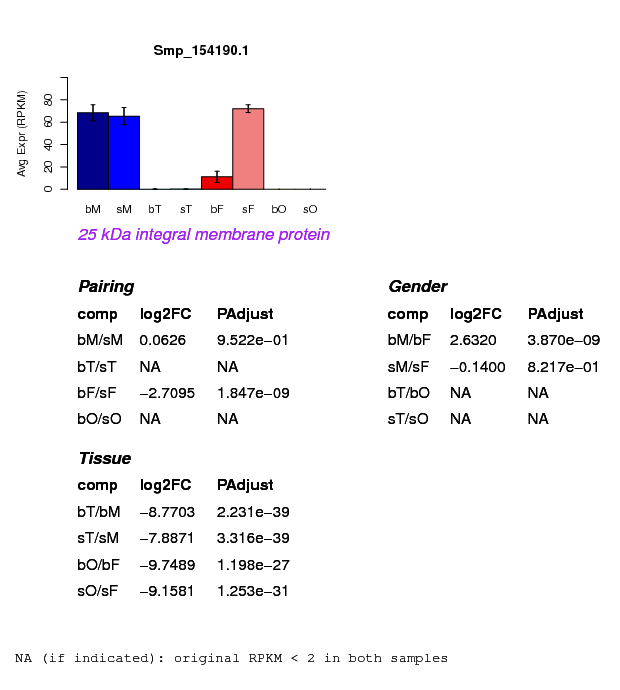 Smp_154190.1
Avg Expr (RPKM)
0 20 40 60 80
bM sM bT sT bF sF bO sO
25 kDa integral membrane protein
Pairing
comp log2FC PAdjust
bM/sM 0.0626 9.522e−01
bT/sT NA NA
bF/sF −2.7095 1.847e−09
bO/sO NA NA
Gender
comp log2FC PAdjust
bM/bF 2.6320 3.870e−09
sM/sF −0.1400 8.217e−01
bT/bO NA NA
sT/sO NA NA
Tissue
comp log2FC PAdjust
bT/bM −8.7703 2.231e−39
sT/sM −7.8871 3.316e−39
bO/bF −9.7489 1.198e−27
sO/sF −9.1581 1.253e−31
NA (if indicated): original RPKM < 2 in both samples